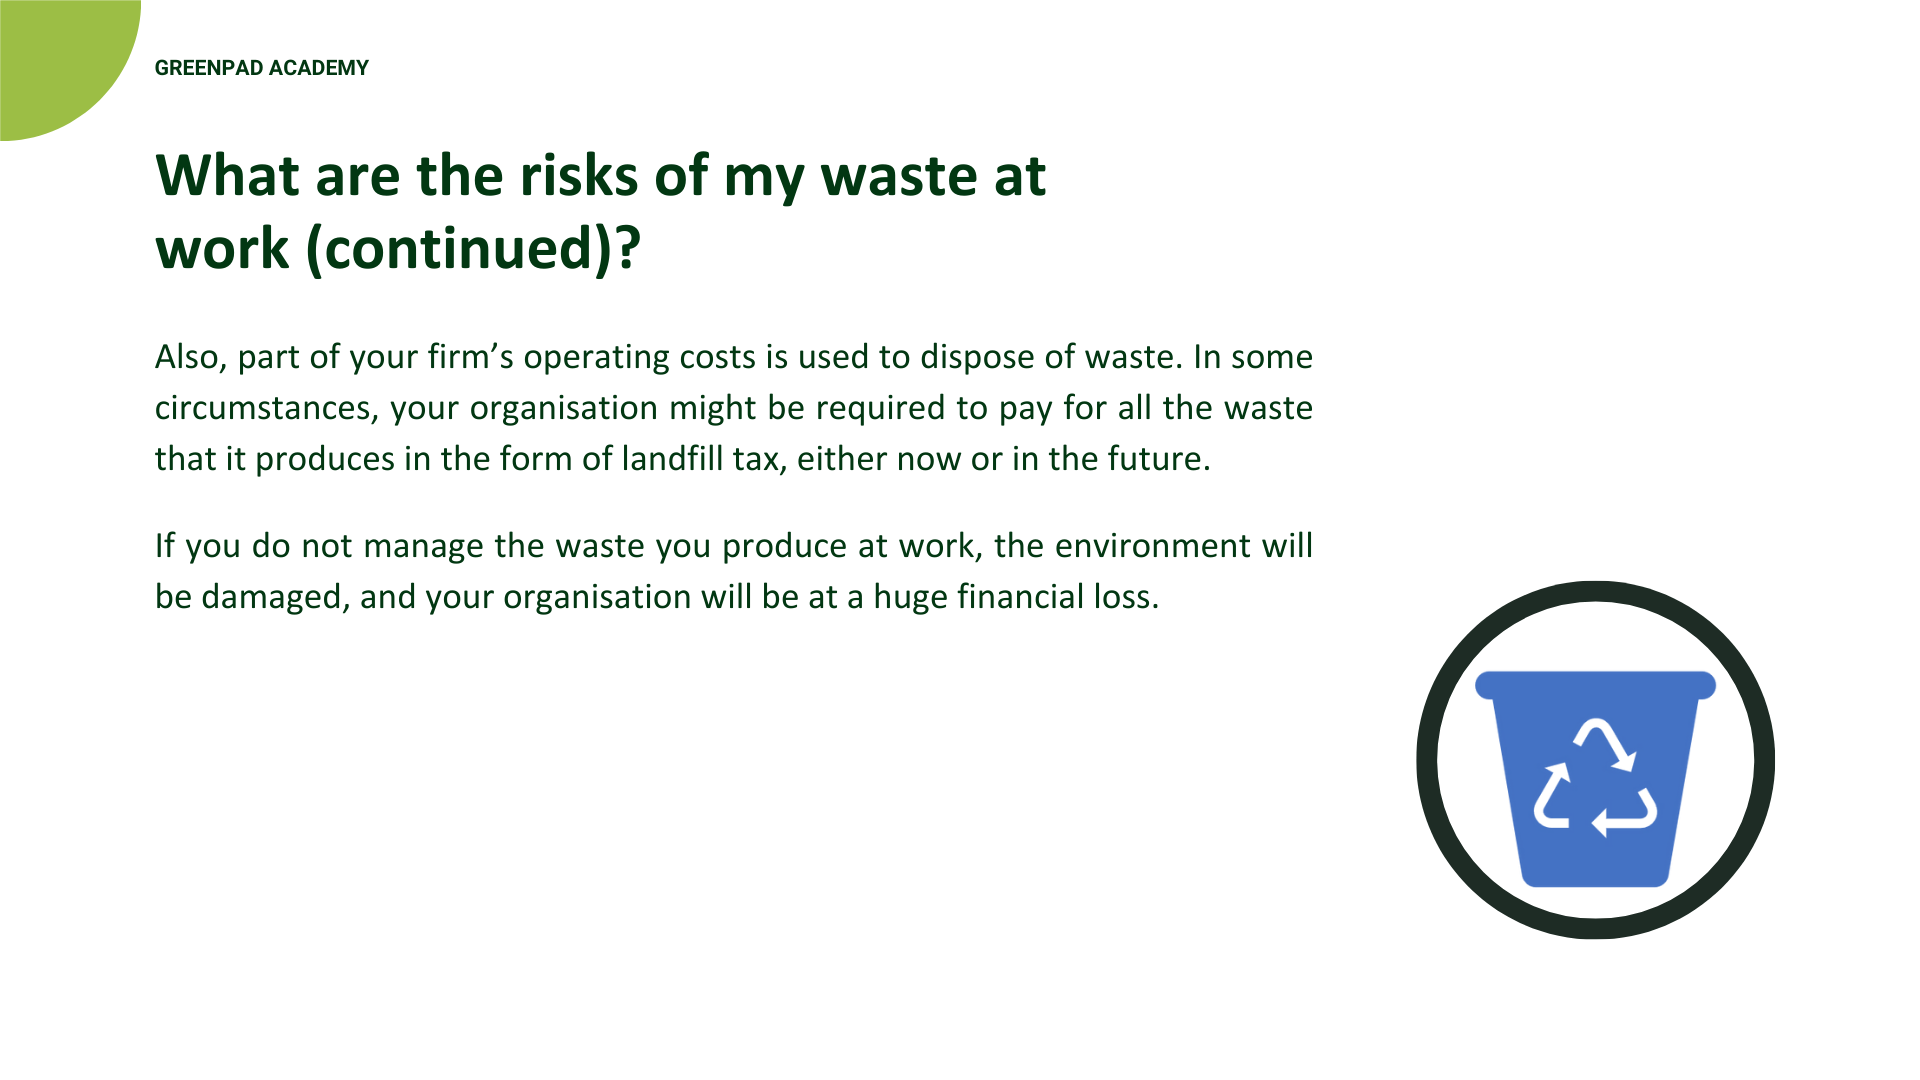 GREENPAD ACADEMY
What are the risks of my waste at
work (continued)?
Also, part of your firm’s operating costs is used to dispose of waste. In some
circumstances, your organisation might be required to pay for all the waste
that it produces in the form of landfill tax, either now or in the future.
If you do not manage the waste you produce at work, the environment will
be damaged, and your organisation will be at a huge financial loss.